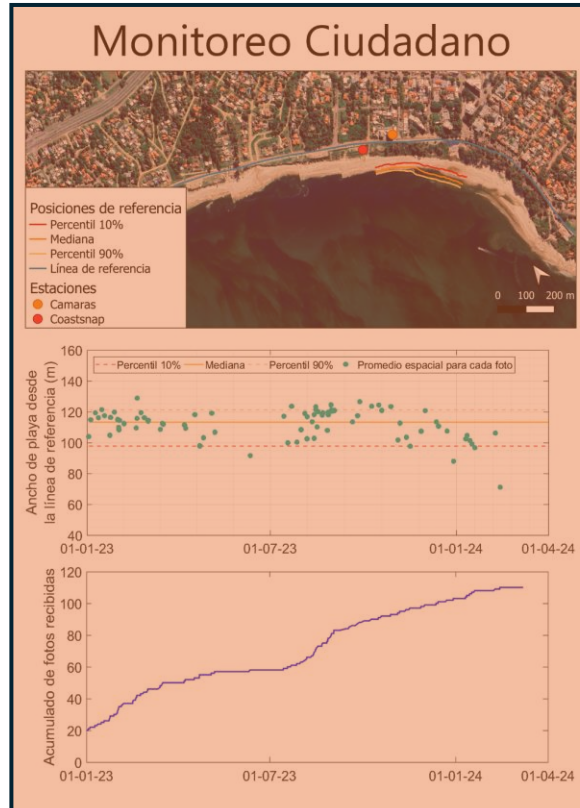 Monitoreo Ciudadano
Posiciones de referencia
Percentil 10%
Mediana
Percentil 90%
Línea de referencia
Estaciones
Camaras
Coastsnap
0 100 200 m
Ancho de playa desde
la línea de referencia (m)
160
140
120
100
80
60
40
Percentil 10% Mediana Percentil 90% Promedio espacial para cada foto
01-01-23 01-07-23 01-01-24 01-04-24
Acumulado de fotos recibidas
120
100
80
60
40
20
0
01-01-23 01-07-23 01-01-24 01-04-24